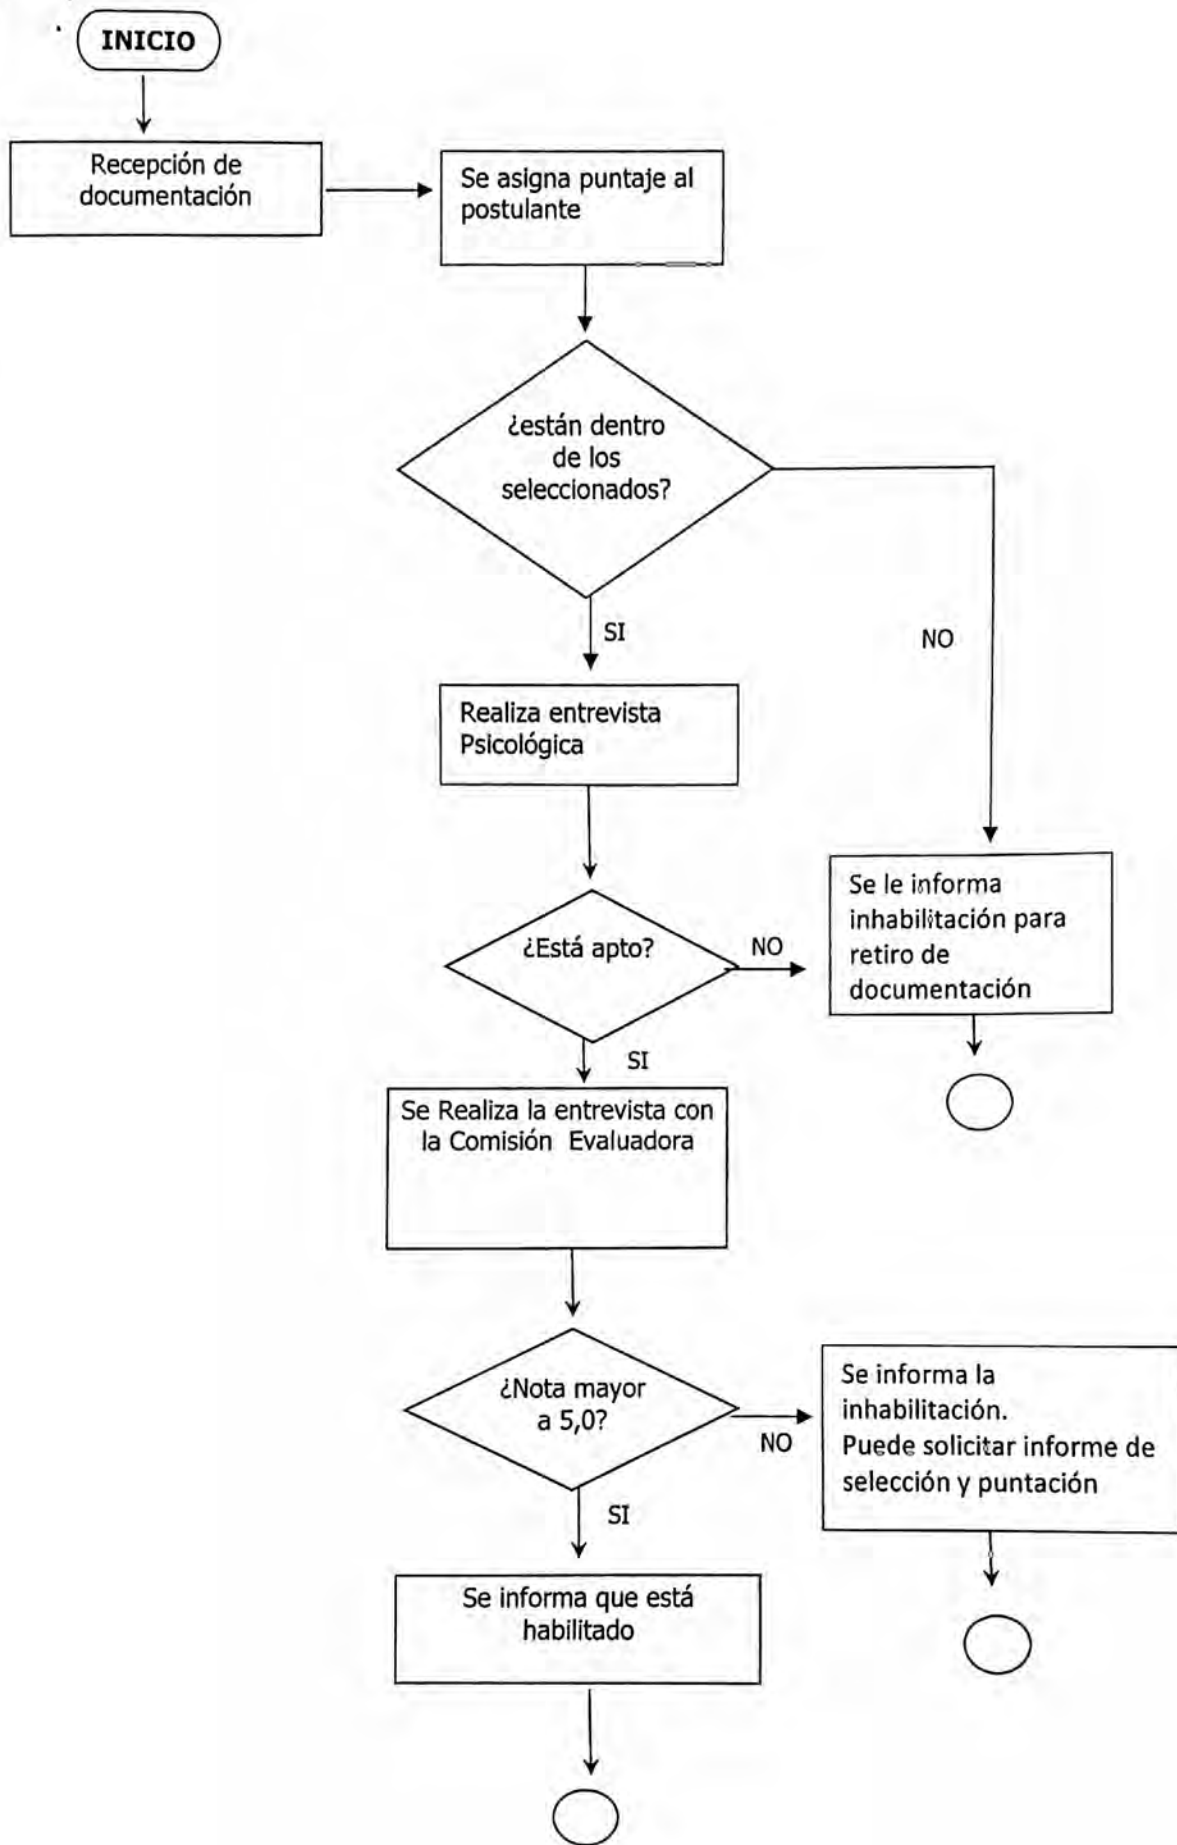 INICIO
Recepción de
documentación
Se asigna puntaje al
postulante
¿están dentro
de los
seleccionados?
SI
NO
Realiza entrevista
Psicológica
¿Está apto?
NO
Se le informa
inhabilitación para
retiro de
documentación
SI
Se Realiza la entrevista con
la Comisión Evaluadora
¿Nota mayor
a 5,0?
NO
Se informa la
inhabilitación.
Puede solicitar informe de
selección y puntación
SI
Se informa que está
habilitado